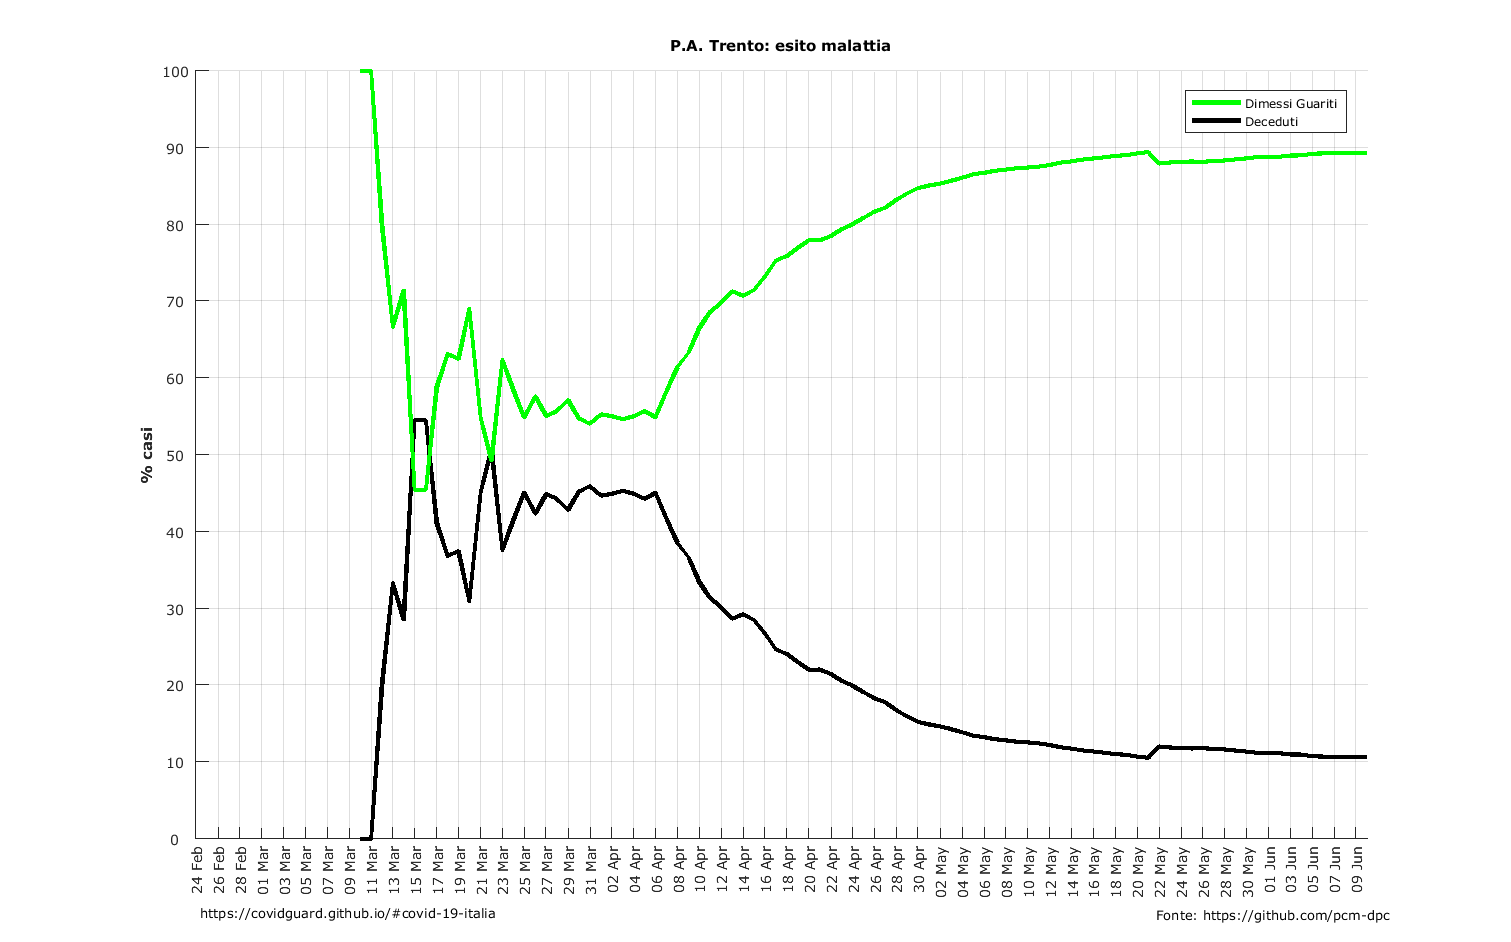 P.A. Trento: esito malattia
Dimessi Guariti
Deceduti
% casi
100
90
80
70
60
50
40
30
20
10
0
24 Feb
26 Feb
28 Feb
01 Mar
03 Mar
05 Mar
07 Mar
09 Mar
11 Mar
13 Mar
15 Mar
17 Mar
19 Mar
21 Mar
23 Mar
25 Mar
27 Mar
29 Mar
31 Mar
02 Apr
04 Apr
06 Apr
08 Apr
10 Apr
12 Apr
14 Apr
16 Apr
18 Apr
20 Apr
22 Apr
24 Apr
26 Apr
28 Apr
30 Apr
02 May
04 May
06 May
08 May
10 May
12 May
14 May
16 May
18 May
20 May
22 May
24 May
26 May
28 May
30 May
01 Jun
03 Jun
05 Jun
07 Jun
09 Jun
https://covidguard.github.io/#covid-19-italia
Fonte: https://github.com/pcm-dpc